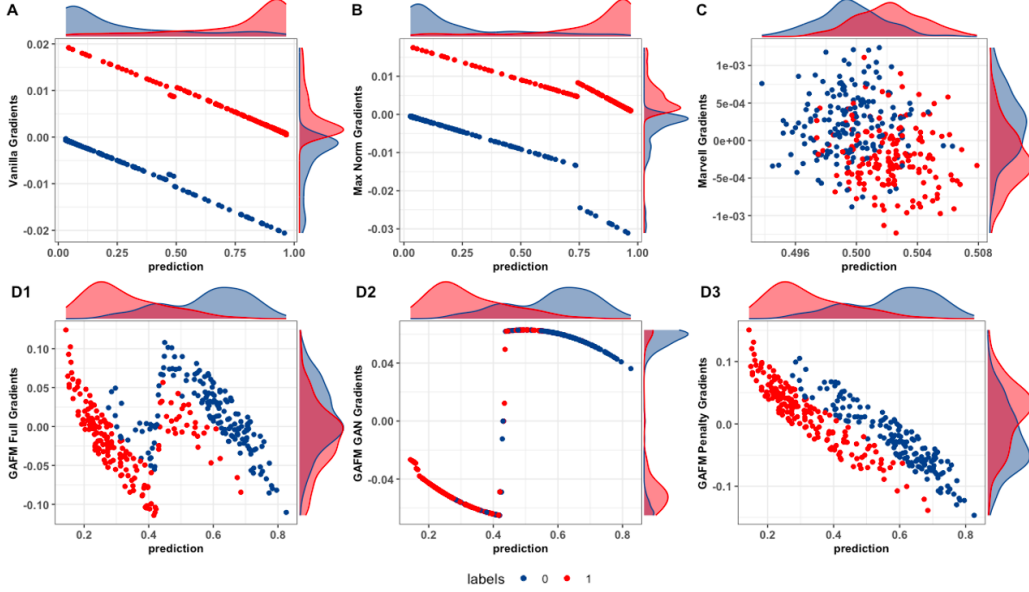 A
B
C
Vanilla Gradients
0.02
0.01
0.00
-0.01
-0.02
0.00 0.25 0.50 0.75 1.00
prediction
Max Norm Gradients
0.01
0.00
-0.01
-0.02
-0.03
0.00 0.25 0.50 0.75 1.00
prediction
Marvell Gradients
1e-03
5e-04
0e+00
-5e-04
-1e-03
0.496 0.500 0.504 0.508
prediction
D1
D2
D3
GAFM Full Gradients
0.10
0.05
0.00
-0.05
-0.10
0.2 0.4 0.6 0.8
prediction
GAFM GAN Gradients
0.04
0.00
-0.04
0.2 0.4 0.6 0.8
prediction
GAFM Penalty Gradients
0.1
0.0
-0.1
0.2 0.4 0.6 0.8
prediction
labels 0 1